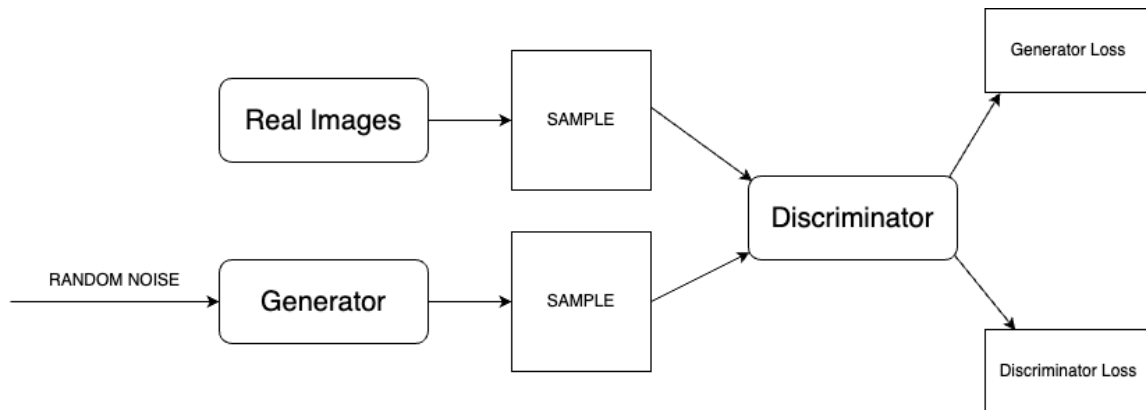 Generator Loss
Real Images
SAMPLE
Discriminator
RANDOM NOISE
Generator
SAMPLE
Discriminator Loss